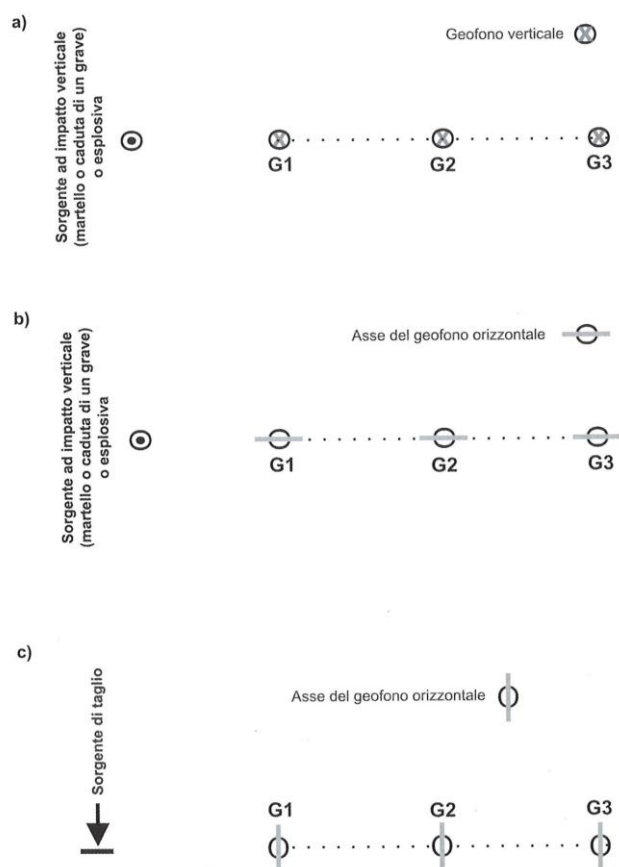 a)
Geofono verticale
Sorgente ad impatto verticale
(martello o caduta di un grave)
o esplosiva
G1
G2
G3
b)
Asse del geofono orizzontale
Sorgente ad impatto verticale
(martello o caduta di un grave)
o esplosiva
G1
G2
G3
c)
Asse del geofono orizzontale
Sorgente di taglio
G1
G2
G3